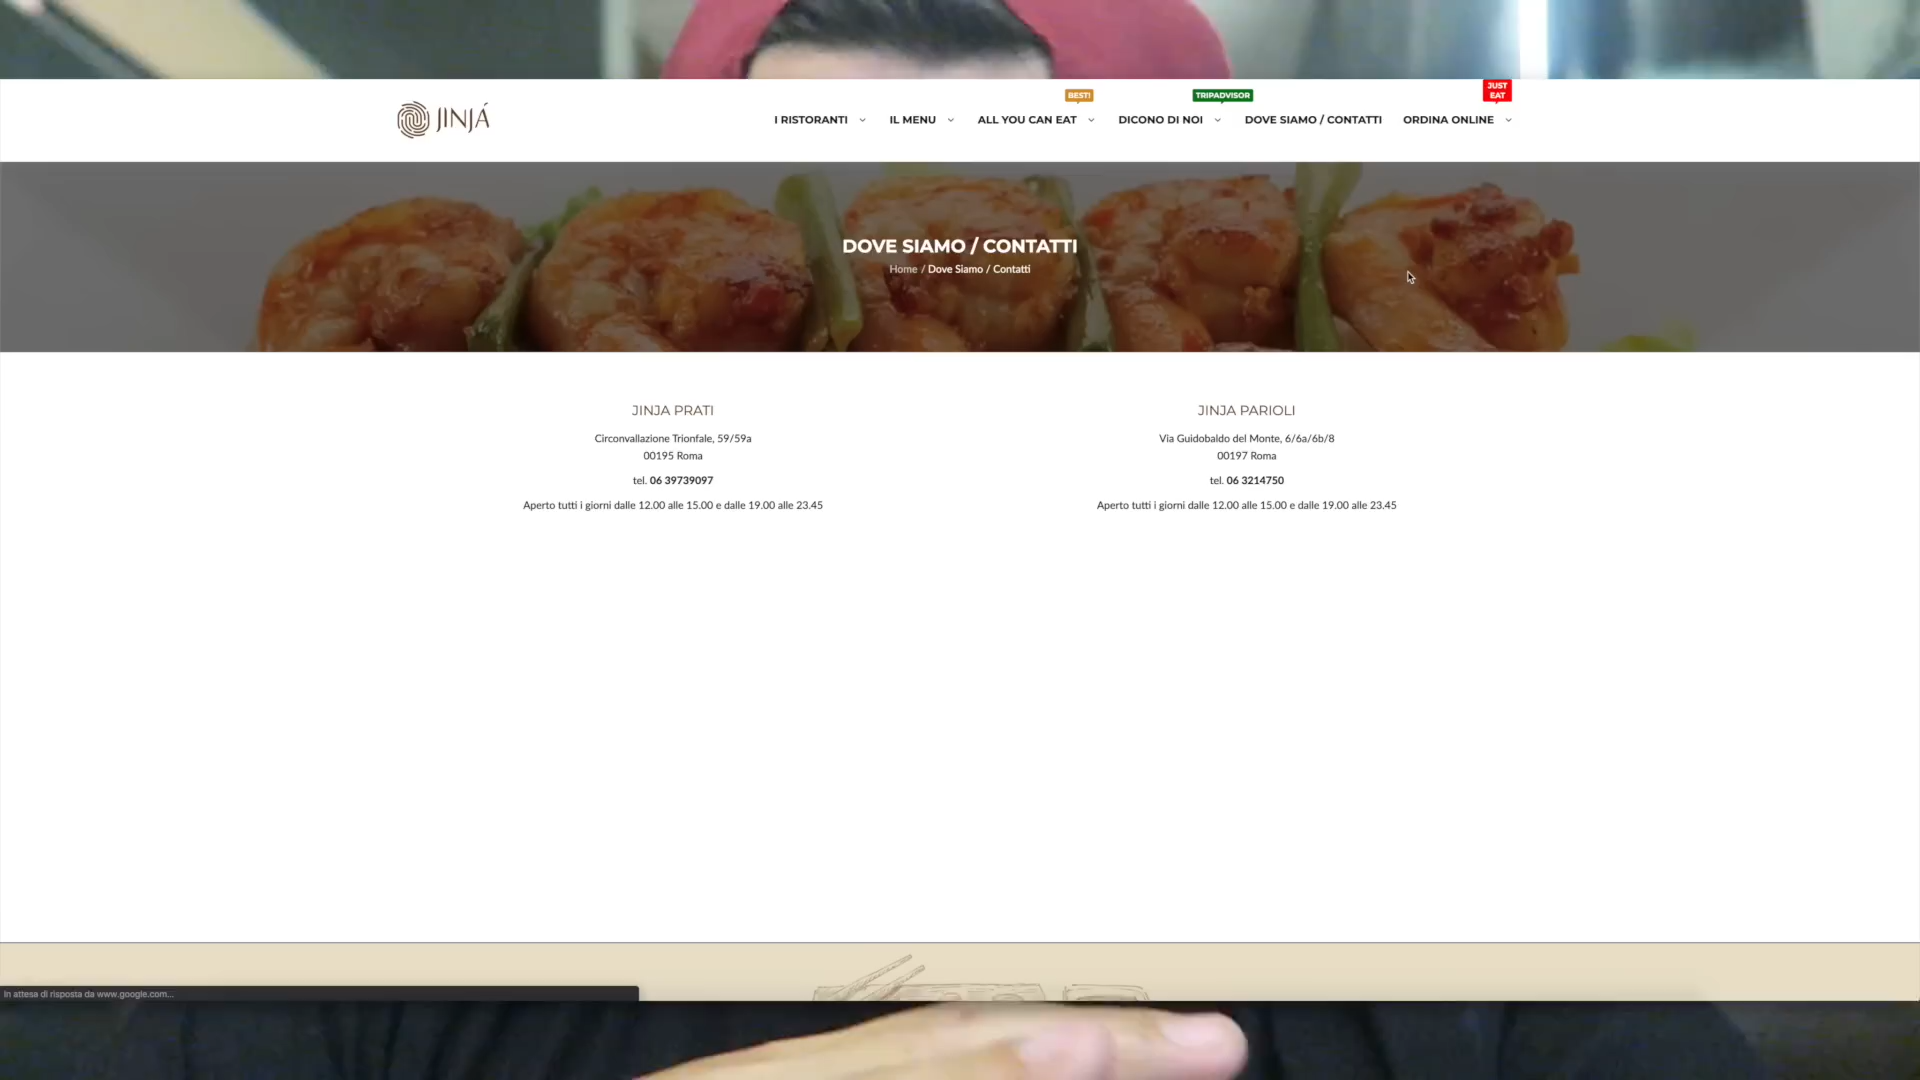 BEST!
TRIPADVISOR
JUST
EAT
JINJÁ
I RISTORANTI
IL MENU
ALL YOU CAN EAT
DICONO DI NOI
DOVE SIAMO / CONTATTI
ORDINA ONLINE
DOVE SIAMO / CONTATTI
Home / Dove Siamo / Contatti
JINJA PRATI
Circonvallazione Trionfale, 59/59a
00195 Roma
tel. 06 39739097
Aperto tutti i giorni dalle 12.00 alle 15.00 e dalle 19.00 alle 23.45
JINJA PARIOLI
Via Guidobaldo del Monte, 6/6a/6b/8
00197 Roma
tel. 06 3214750
Aperto tutti i giorni dalle 12.00 alle 15.00 e dalle 19.00 alle 23.45
In attesa di risposta da www.google.com...